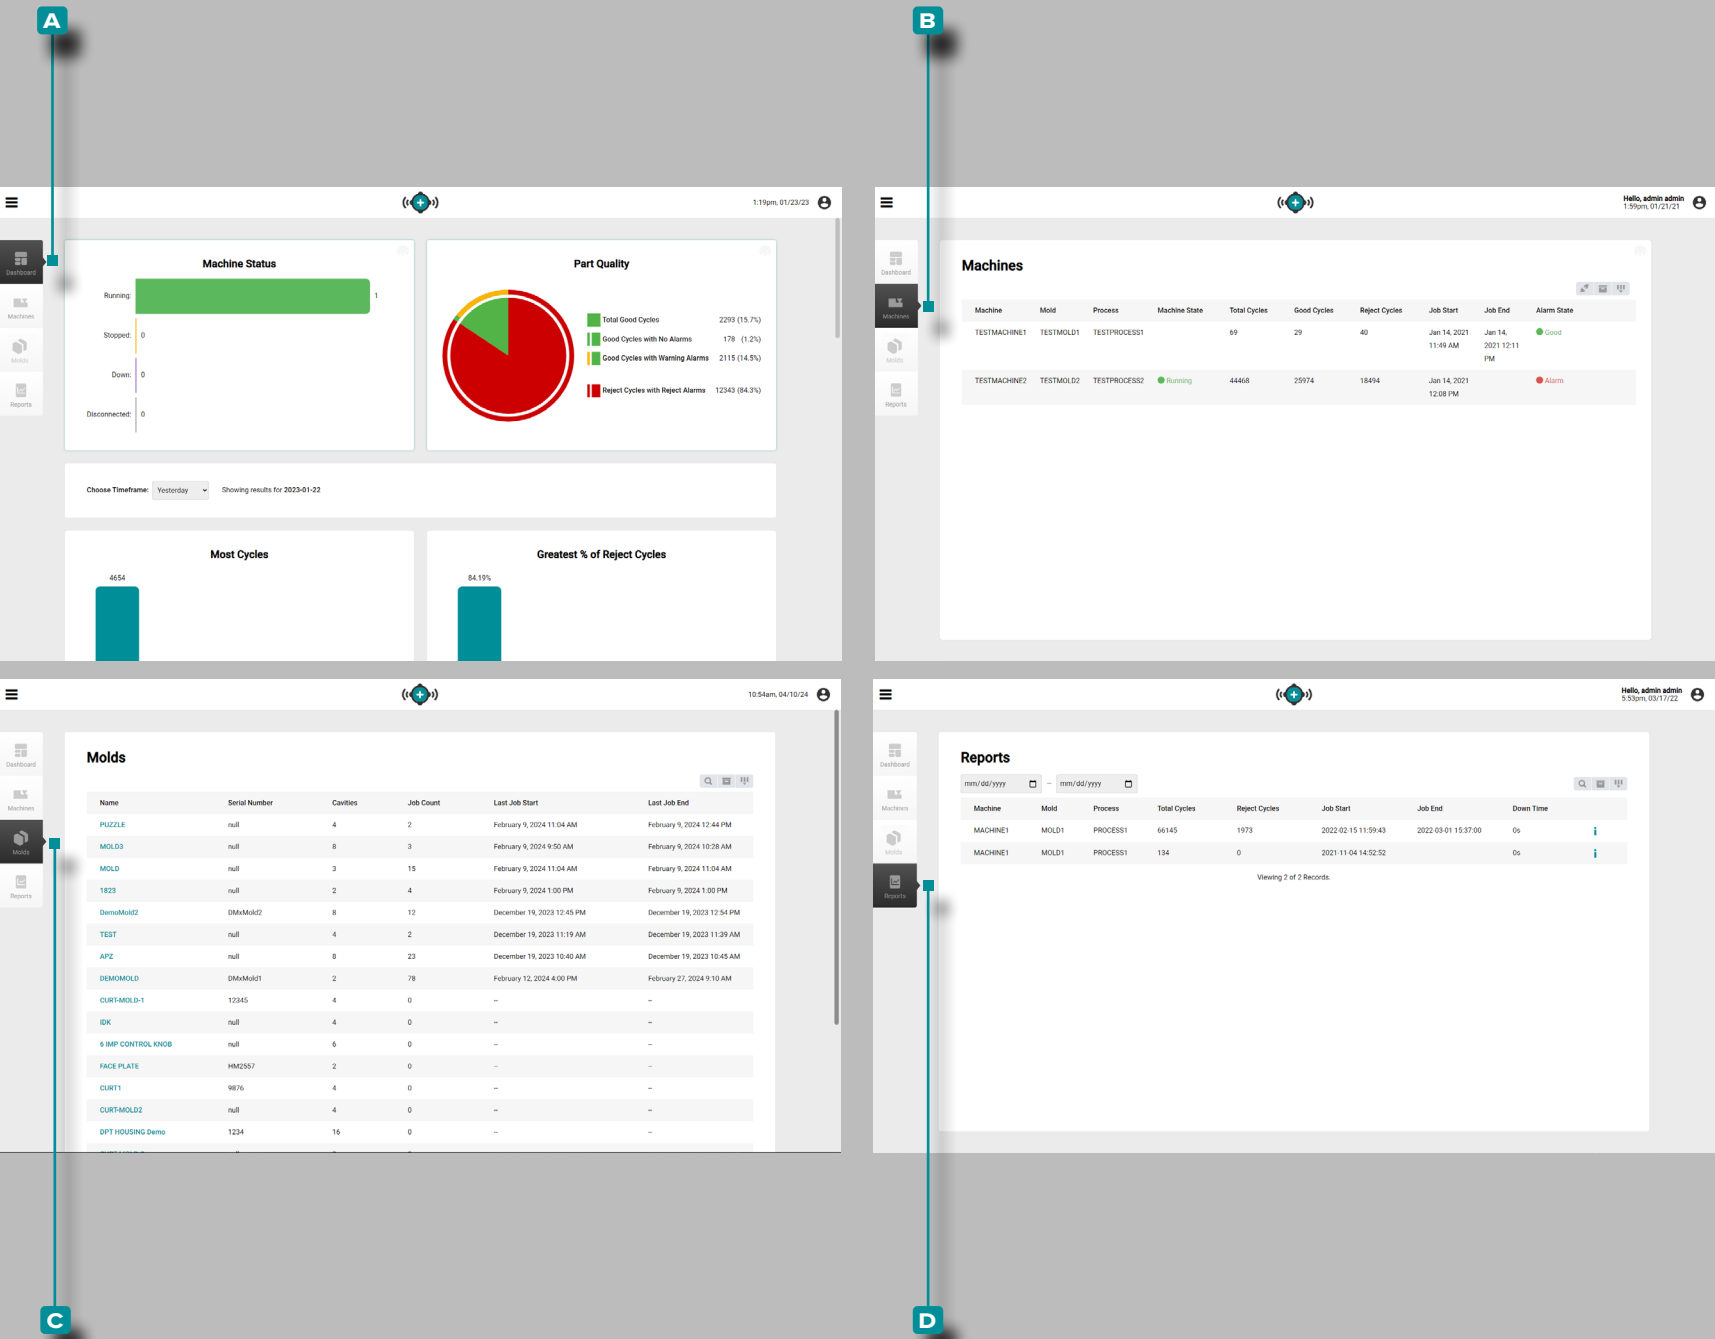 A
B
1:19pm, 01/23/23
Dashboard
Machines
Molds
Reports
Machine Status
Running: 1
Stopped: 0
Down: 0
Disconnected: 0
Part Quality
Total Good Cycles 2293 (15.7%)
Good Cycles with No Alarms 178 (1.2%)
Good Cycles with Warning Alarms 2115 (14.5%)
Reject Cycles with Reject Alarms 12343 (84.3%)
Choose Timeframe: Yesterday Showing results for 2023-01-22
Most Cycles
4654
Greatest % of Reject Cycles
84.19%
Hello, admin admin
1:59pm, 01/21/21
Dashboard
Machines
Molds
Reports
Machines
Machine Mold Process Machine State Total Cycles Good Cycles Reject Cycles Job Start Job End Alarm State
TESTMACHINE1 TESTMOLD1 TESTPROCESS1 69 29 40 Jan 14, 2021 Jan 14, Good
11:49 AM 2021 12:11
PM
TESTMACHINE2 TESTMOLD2 TESTPROCESS2 Running 44468 25974 18494 Jan 14, 2021 Alarm
12:08 PM
10:54am, 04/10/24
Dashboard
Machines
Molds
Reports
Molds
Name Serial Number Cavities Job Count Last Job Start Last Job End
PUZZLE null 4 2 February 9, 2024 11:04 AM February 9, 2024 12:44 PM
MOLD3 null 8 3 February 9, 2024 9:50 AM February 9, 2024 10:28 AM
MOLD null 3 15 February 9, 2024 11:04 AM February 9, 2024 11:04 AM
1823 null 2 4 February 9, 2024 1:00 PM February 9, 2024 1:00 PM
DemoMold2 DMxMold2 8 12 December 19, 2023 12:45 PM December 19, 2023 12:54 PM
TEST null 4 2 December 19, 2023 11:19 AM December 19, 2023 11:39 AM
APZ null 8 23 December 19, 2023 10:40 AM December 19, 2023 10:45 AM
DEMOMOLD DMxMold1 2 78 February 12, 2024 4:00 PM February 27, 2024 9:10 AM
CURT-MOLD-1 12345 4 0 -- --
IDK null 4 0 -- --
6 IMP CONTROL KNOB null 6 0 -- --
FACE PLATE HM2557 2 0 -- --
CURT1 9876 4 0 -- --
CURT-MOLD2 null 4 0 -- --
DPT HOUSING Demo 1234 16 0 -- --
Hello, admin admin
5:53pm, 03/17/22
Dashboard
Machines
Molds
Reports
Reports
mm/dd/yyyy – mm/dd/yyyy
Machine Mold Process Total Cycles Reject Cycles Job Start Job End Down Time
MACHINE1 MOLD1 PROCESS1 66145 1973 2022-02-15 11:59:43 2022-03-01 15:37:00 0s i
MACHINE1 MOLD1 PROCESS1 134 0 2021-11-04 14:52:52 0s i
Viewing 2 of 2 Records.
C
D